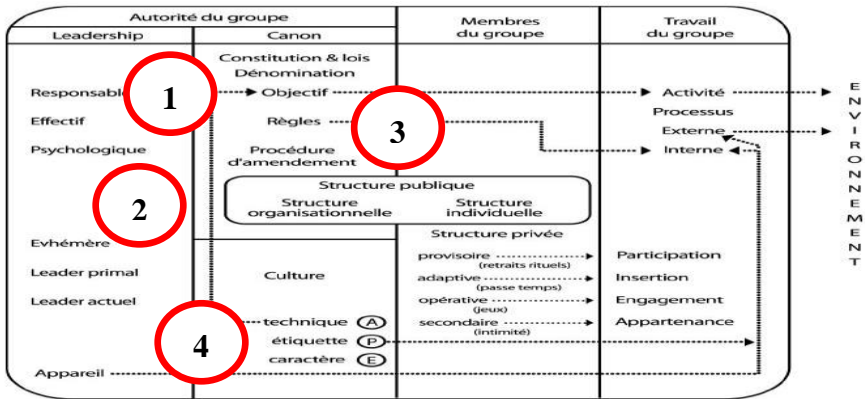 Autorité du groupe
Leadership
Canon
Membres
du groupe
Travail
du groupe
Constitution & lois
Dénomination
Responsable
Objectif
Activité
Effectif
Règles
Processus
Externe
Psychologique
Procédure
d'amendement
Interne
Structure publique
Structure
organisationnelle
Structure
individuelle
Structure privée
Evhémère
Leader primal
Leader actuel
Culture
provisoire
(retraits rituels)
Participation
adaptive
(passe temps)
Insertion
opérative
(jeux)
Engagement
technique A
secondaire
(intimité)
Appartenance
étiquette P
caractère E
Appareil
1
2
3
4
ENVIRONNEMENT